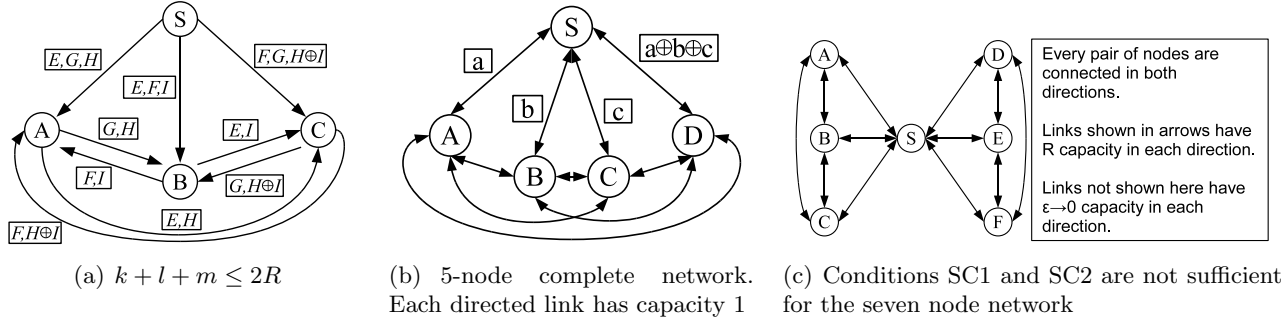 S
E,G,H
E,F,I
F,G,H⊕I
A
G,H
E,I
C
F,I
B
G,H⊕I
E,H
F,H⊕I
(a) k + l + m ≤ 2R
S
a
a⊕b⊕c
b
c
A
B
C
D
(b) 5-node complete network.
Each directed link has capacity 1
A
D
B
S
E
C
F
Every pair of nodes are
connected in both
directions.
Links shown in arrows have
R capacity in each direction.
Links not shown here have
ε→0 capacity in each
direction.
(c) Conditions SC1 and SC2 are not sufficient
for the seven node network